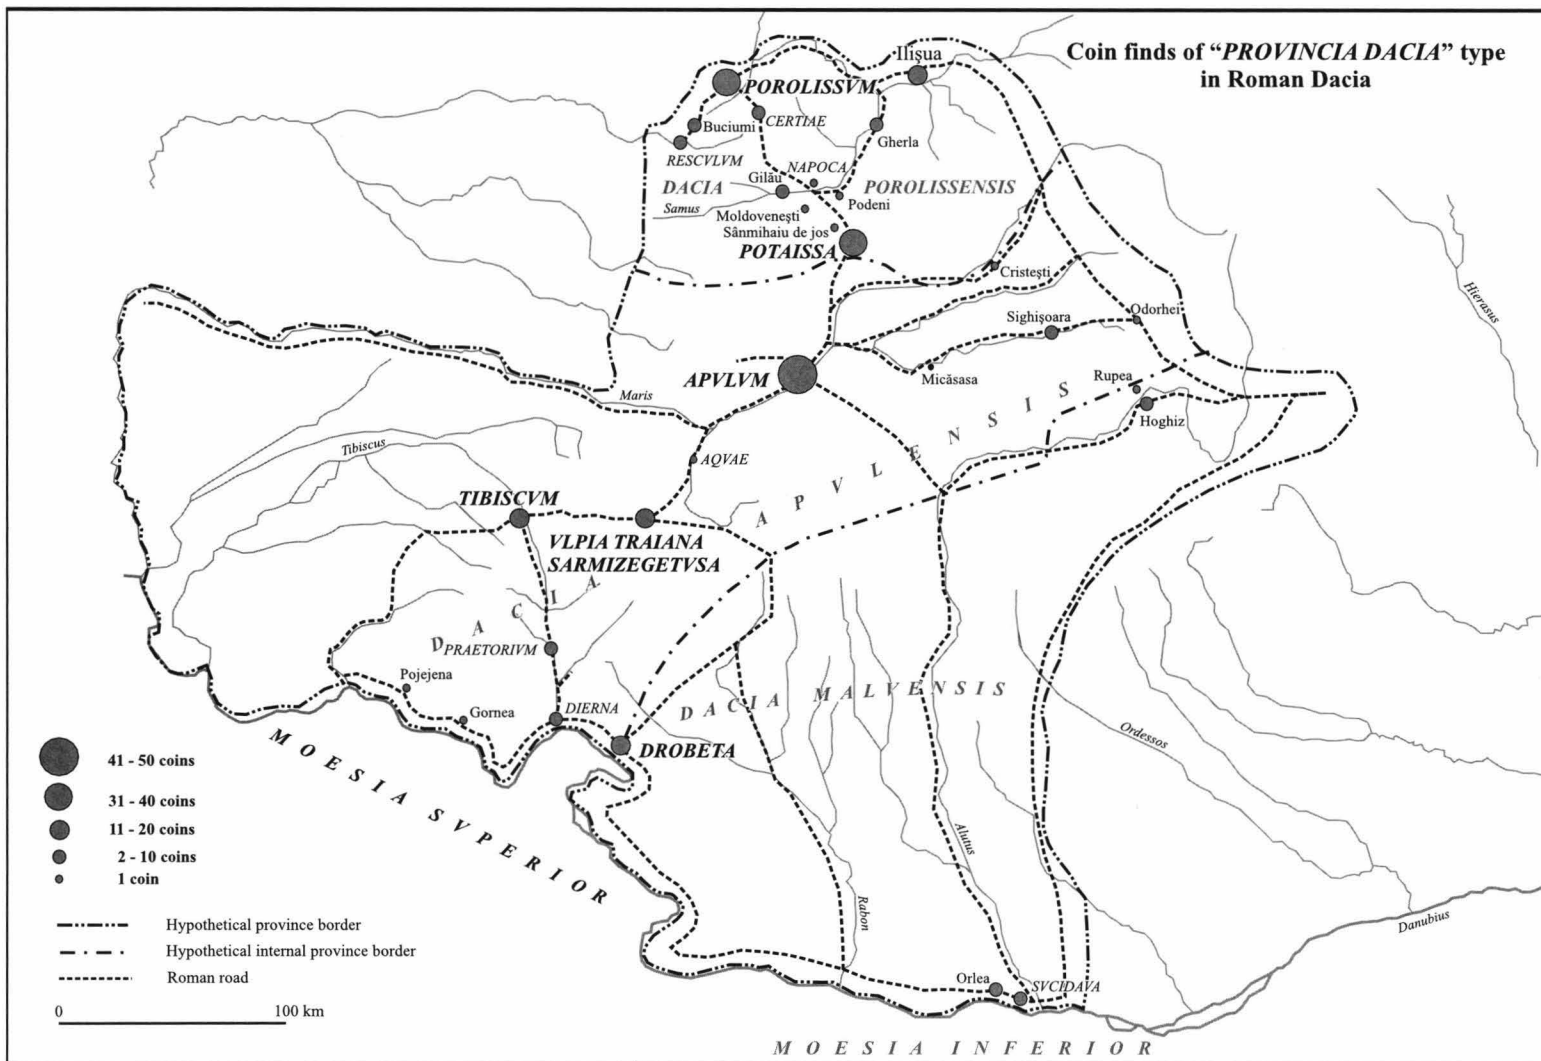 Coin finds of “PROVINCIA DACIA” type
in Roman Dacia
Ilişua
POROLISSVM
Buciumi
CERTIAE
Gherla
RESCVLVM
NAPOCA
Gilău
DACIA
POROLISSENSIS
Samus
Podeni
Moldoveneşti
Sânmihaiu de jos
POTAISSA
Cristeşti
Hierasus
Odorhei
Sighişoara
APVLVM
Micăsasa
Rupea
Maris
Hoghiz
Tibiscus
AQVAE
APVLENSIS
TIBISCVM
VLPIA TRAIANA
SARMIZEGETVSA
DACIA
PRAETORIVM
Pojejena
DACIA MALVENSIS
Gornea
DIERNA
Ordessos
DROBETA
MOESIA SVPERIOR
41 - 50 coins
31 - 40 coins
11 - 20 coins
2 - 10 coins
1 coin
Alutus
Rabon
Danubius
Hypothetical province border
Hypothetical internal province border
Roman road
Orlea
SVCIDAVA
0 100 km
MOESIA INFERIOR